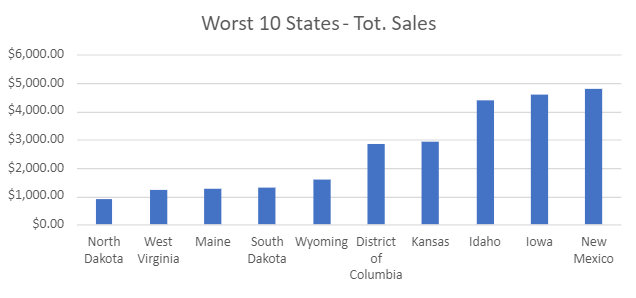 Worst 10 States - Tot. Sales
$6,000.00
$5,000.00
$4,000.00
$3,000.00
$2,000.00
$1,000.00
$0.00
North Dakota
West Virginia
Maine
South Dakota
Wyoming
District of Columbia
Kansas
Idaho
Iowa
New Mexico